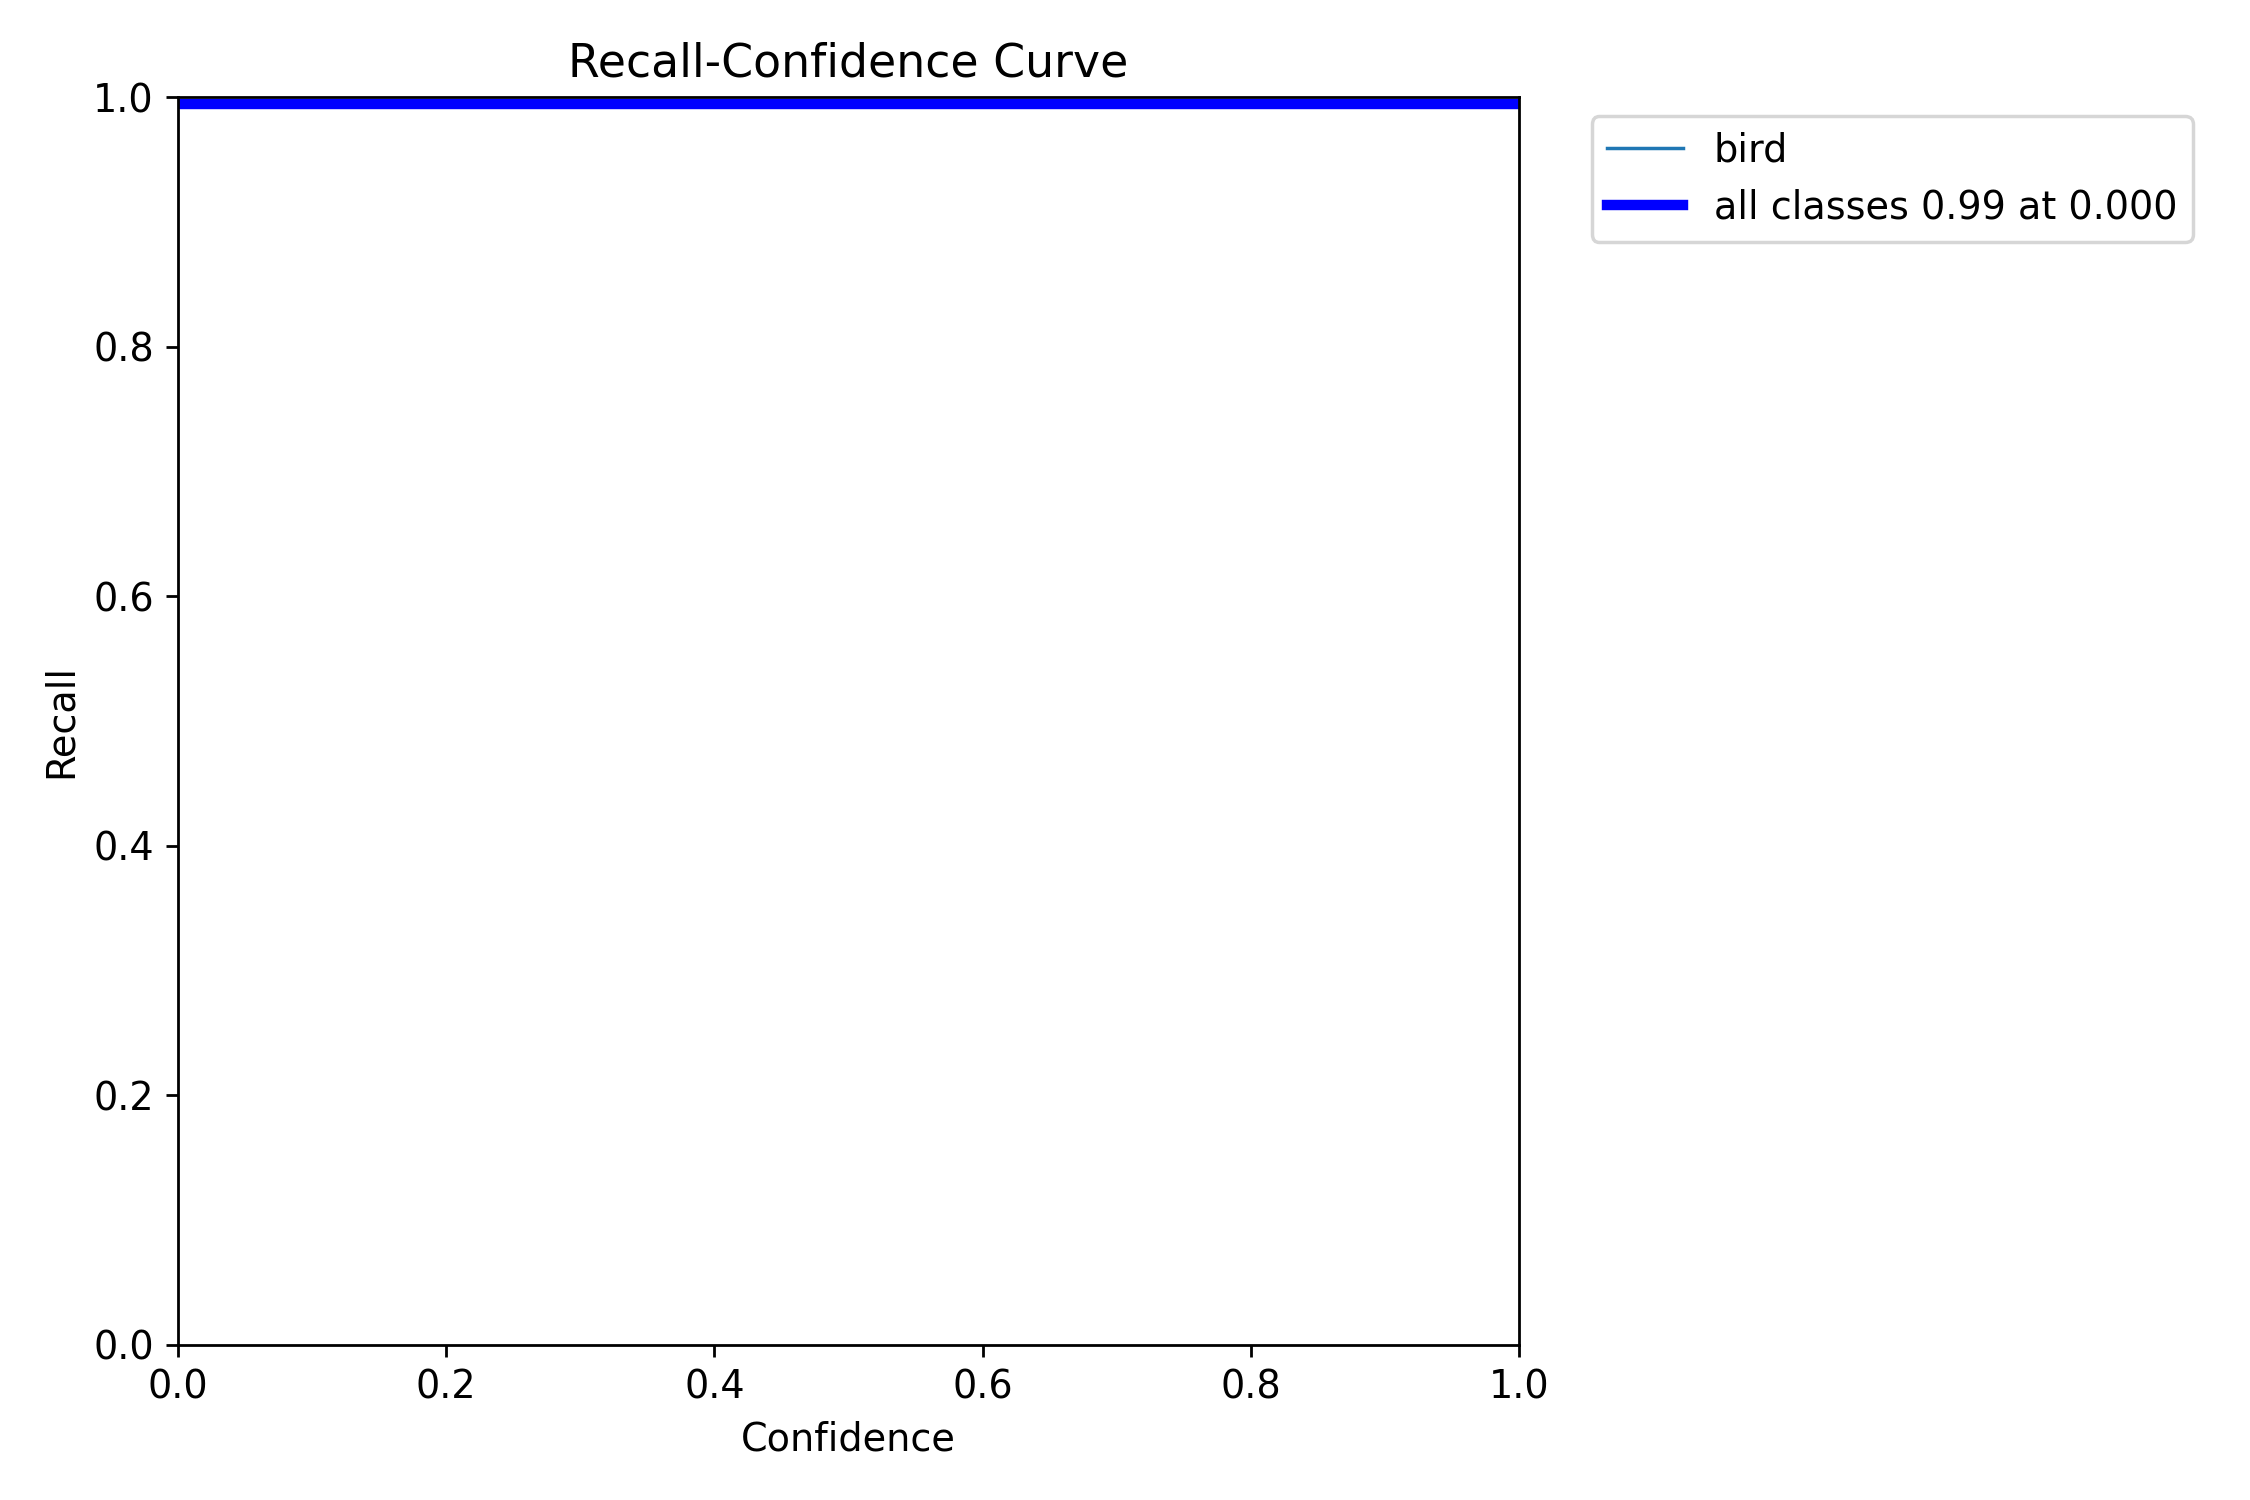 Recall-Confidence Curve
1.0
0.8
0.6
0.4
0.2
0.0
Recall
0.0 0.2 0.4 0.6 0.8 1.0
Confidence
bird
all classes 0.99 at 0.000